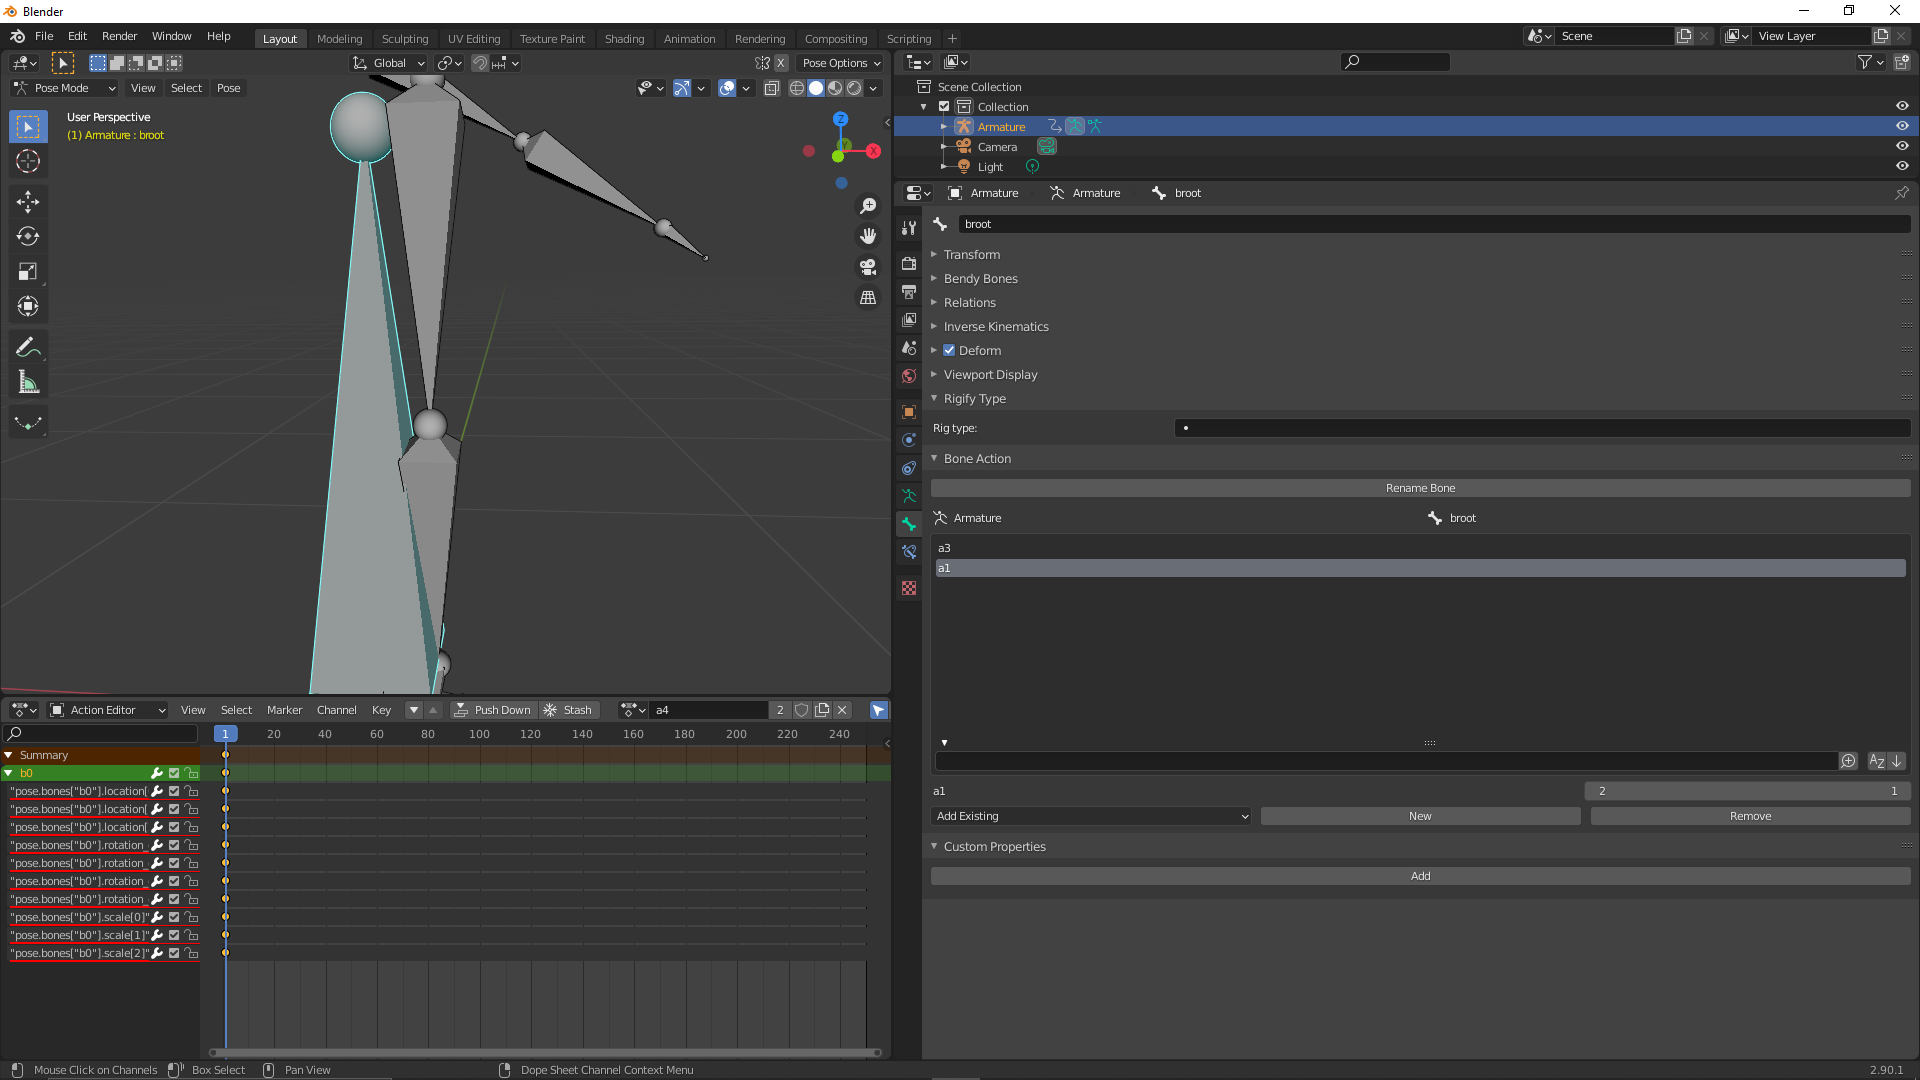 Blender
File Edit Render Window Help Layout Modeling Sculpting UV Editing Texture Paint Shading Animation Rendering Compositing Scripting + Scene View Layer
Global X Pose Options
Pose Mode View Select Pose
User Perspective
(1) Armature : broot
Z
Y
X
Scene Collection
Collection
Armature
Camera
Light
Armature Armature broot
broot
Transform
Bendy Bones
Relations
Inverse Kinematics
Deform
Viewport Display
Rigify Type
Rig type: •
Bone Action
Rename Bone
Armature broot
a3
a1
a1 2 1
Add Existing New Remove
Custom Properties
Add
Action Editor View Select Marker Channel Key Push Down Stash a4 2
1 20 40 60 80 100 120 140 160 180 200 220 240
Summary
b0
"pose.bones["b0"].location[
"pose.bones["b0"].location[
"pose.bones["b0"].location[
"pose.bones["b0"].rotation_
"pose.bones["b0"].rotation_
"pose.bones["b0"].rotation_
"pose.bones["b0"].rotation_
"pose.bones["b0"].scale[0]"
"pose.bones["b0"].scale[1]"
"pose.bones["b0"].scale[2]"
Mouse Click on Channels Box Select Pan View Dope Sheet Channel Context Menu 2.90.1